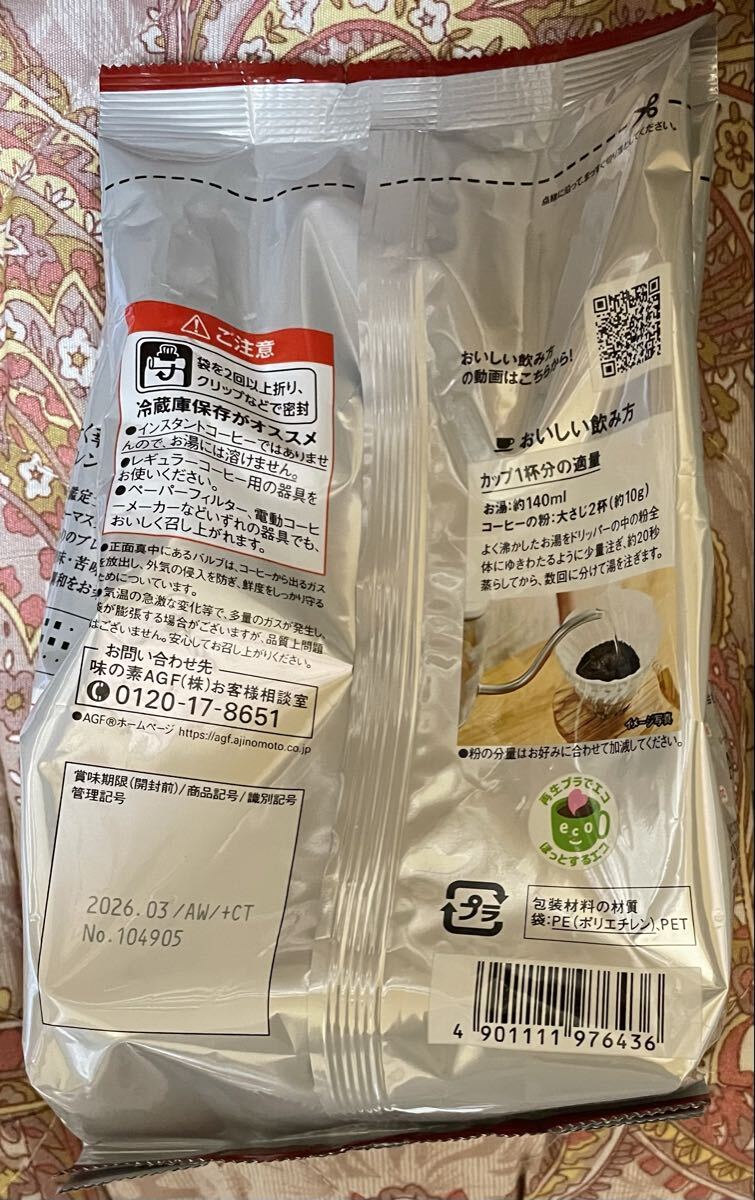 点線に沿って、まっすぐ切り落としてください。
ご注意
袋を2回以上折り、
クリップなどで密封
冷蔵庫保存がオススメ
●インスタントコーヒーではありませ
んので、お湯には溶けません。
●レギュラーコーヒー用の器具を
お使いください。
●ペーパーフィルター、電動コーヒ
ーメーカーなどいずれの器具でも、
おいしく召し上がれます。
●正面真中にあるバルブは、コーヒーから出るガス
を放出し、外気の侵入を防ぎ、鮮度をしっかり守る
ためについています。
●気温の急激な変化等で、多量のガスが発生し、
袋が膨張する場合がございますが、品質上問題
はございません。安心してお召し上がりください。
お問い合わせ先
味の素AGF(株)お客様相談室
0120-17-8651
●AGF®ホームページ https://agf.ajinomoto.co.jp
賞味期限(開封前)/商品記号/識別記号
管理記号
2026.03/AW/+CT
No.104905
おいしい飲み方
の動画はこちらから!
おいしい飲み方
カップ1杯分の適量
お湯:約140ml
コーヒーの粉:大さじ2杯(約10g)
よく沸かしたお湯をドリッパーの中の粉全
体にゆきわたるように少量注ぎ、約20秒
蒸らしてから、数回に分けて湯を注ぎます。
イメージ写真
●粉の分量はお好みに合わせて加減してください。
再生プラでエコ
eco
ほっとするエコ
プラ
包装材料の材質
袋:PE(ポリエチレン)、PET
4 901111 976436